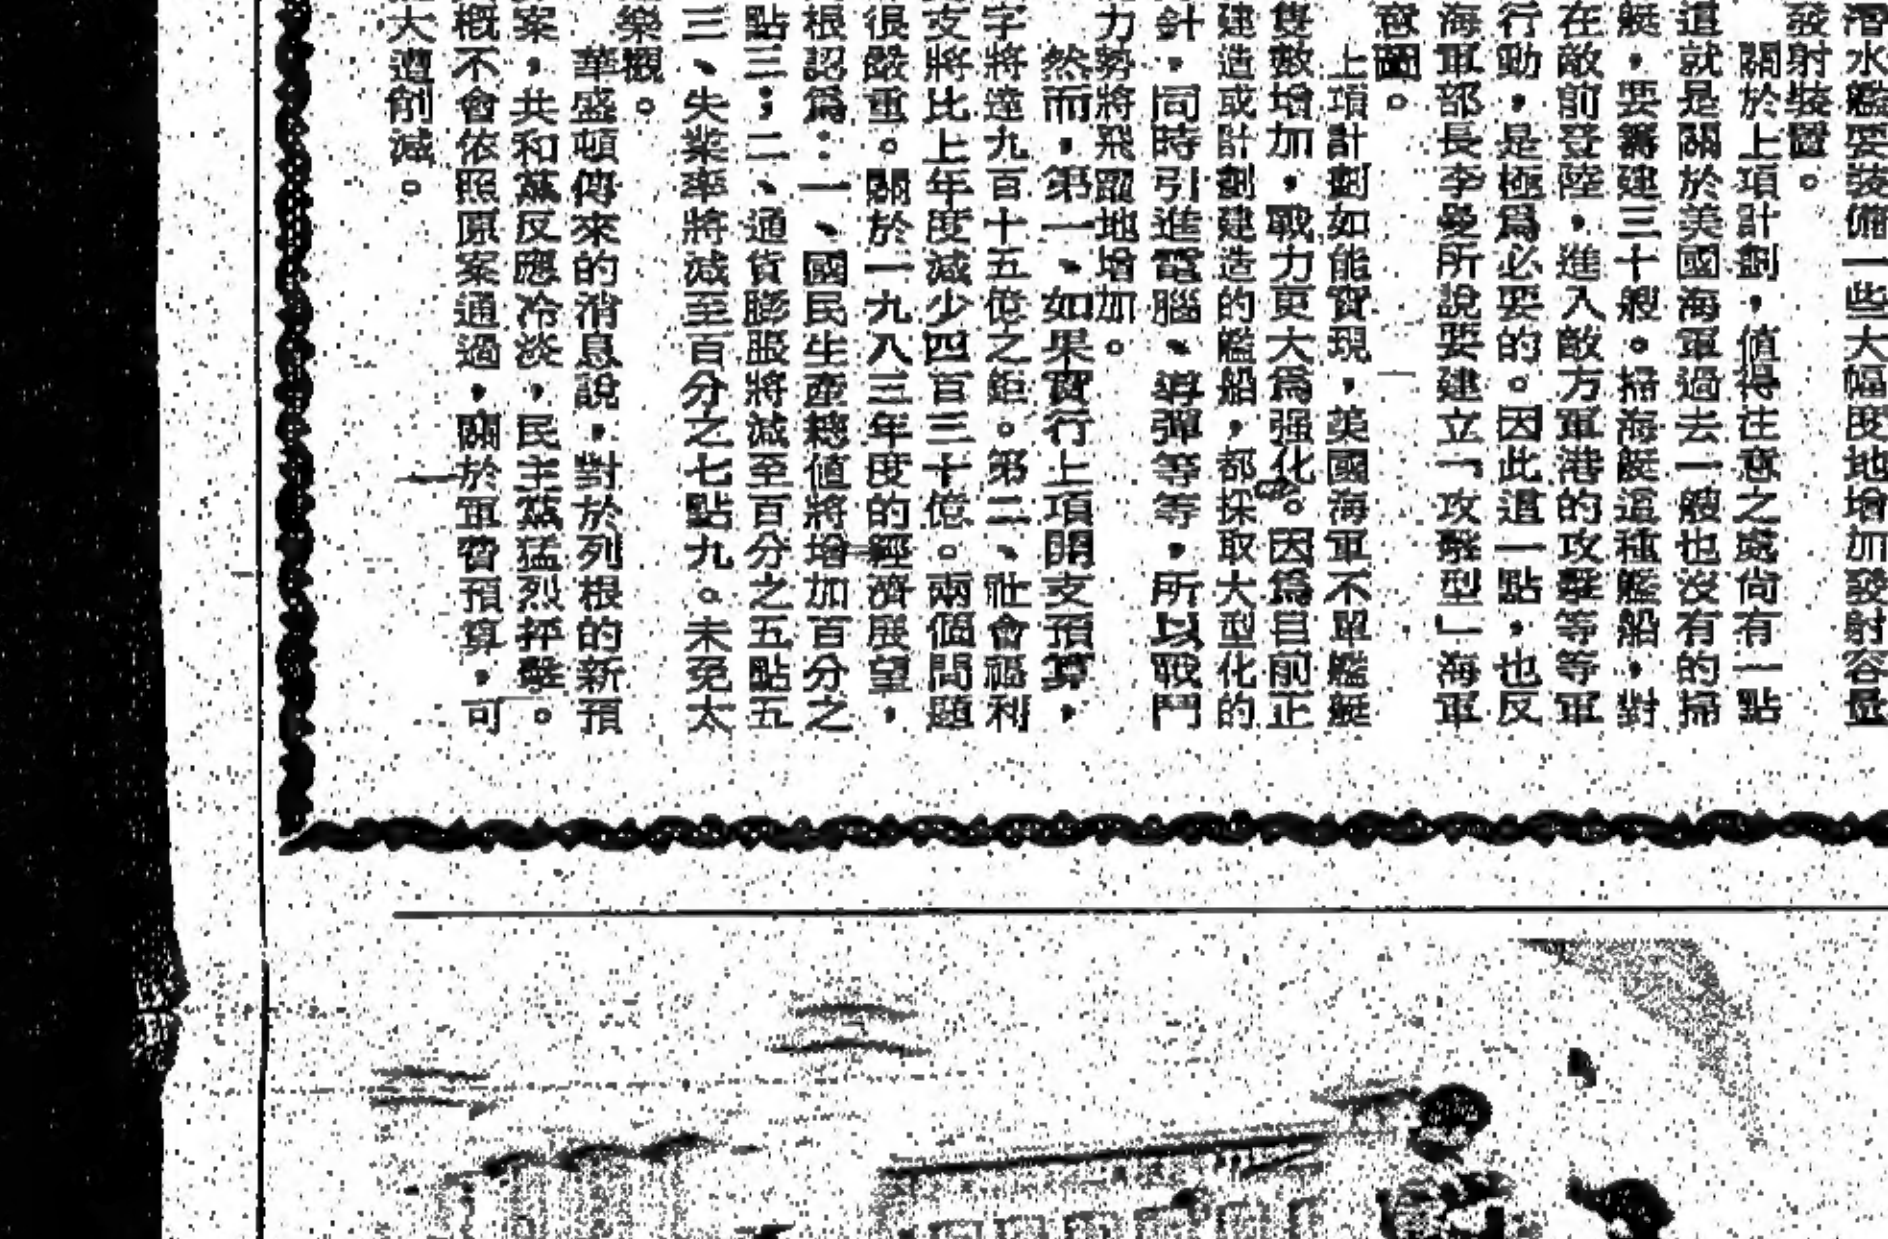 潛水艦要裝備一些大幅度地增加發射容量
發射裝置。
關於上項計劃，值得注意之處尚有一點
這就是關於美國海軍過去一艘也沒有的掃
艇，要籌建三十艘。掃海艇這種艦船，對
在敵前登陸，進入敵方軍港的攻擊等等軍
行動，是極爲必要的。因此這一點，也反
海軍部長李曼所說要建立「攻擊型」海軍
意圖。
上項計劃如能實現，美國海軍不單艦艇
隻數增加，戰力更大爲强化。因爲目前正
建造或計劃建造的艦船，都採取大型化的
針，同時引進電腦、導彈等等，所以戰鬥
力勢將飛躍地增加。
然而，第一、如果實行上項開支預算，
字將達九百十五億之鉅。第二、社會福利
支將比上年度減少四百三十億。兩個問題
很嚴重。關於一九八三年度的經濟展望，
根認爲：一、國民生產總值將增加百分之
點三；二、通貨膨脹將減至百分之五點五
三、失業率將減至百分之七點九。未免太
樂觀。
華盛頓傳來的消息說，對於列根的新預
案，共和黨反應冷淡，民主黨猛烈抨擊。
概不會依照原案通過，關於軍費預算，可
大遭削減。